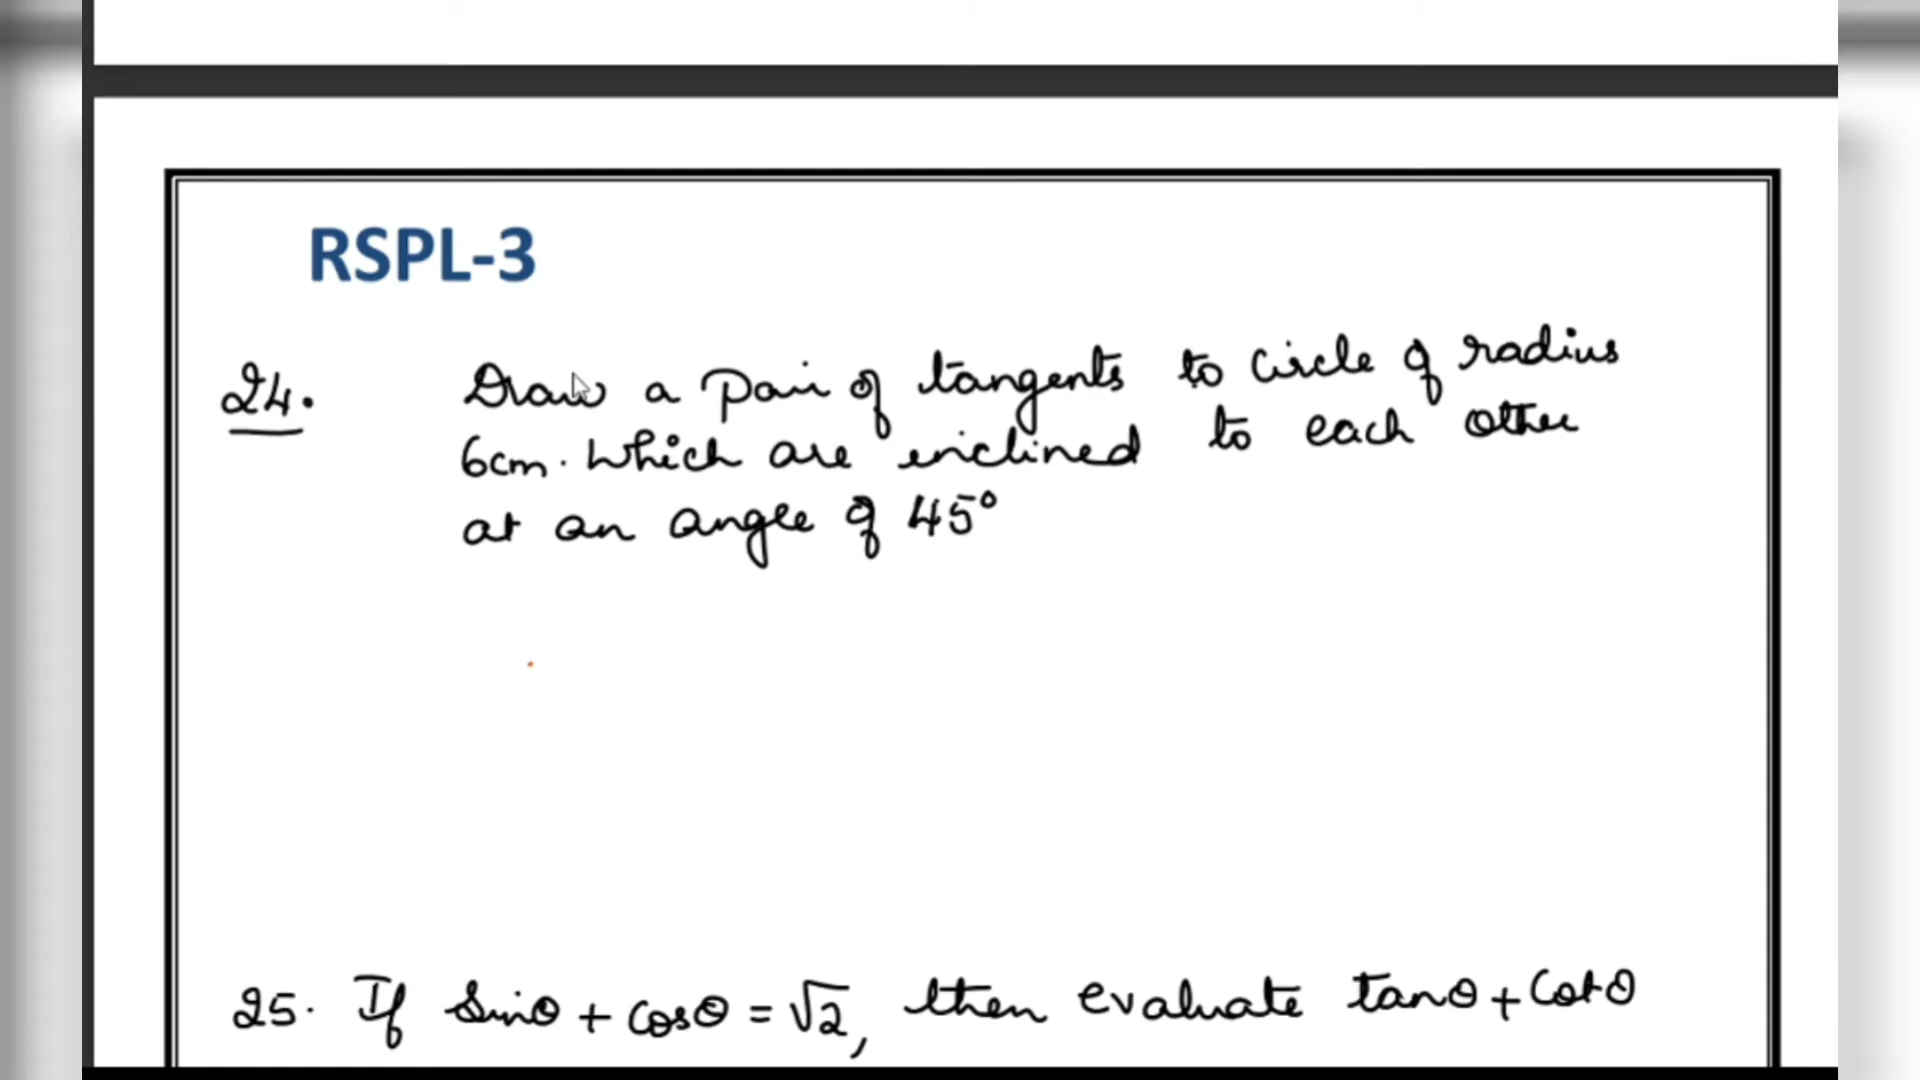 RSPL-3
24. Draw a pair of tangents to circle of radius
6cm. which are inclined to each other
at an angle of 45°
25. If Sinθ + cosθ = √2, then evaluate tanθ + cotθ